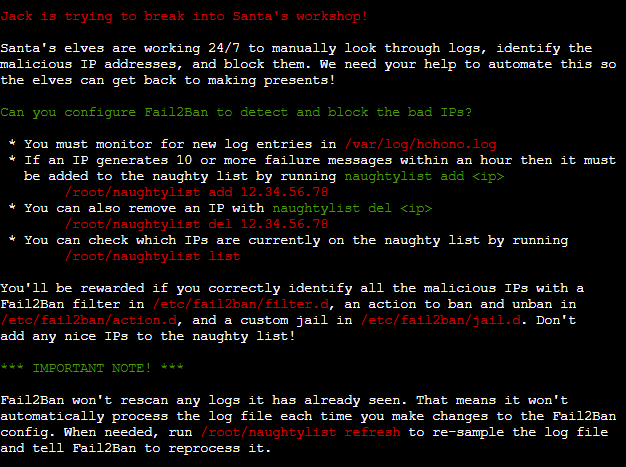 Jack is trying to break into Santa's workshop!
Santa's elves are working 24/7 to manually look through logs, identify the
malicious IP addresses, and block them. We need your help to automate this so
the elves can get back to making presents!
Can you configure Fail2Ban to detect and block the bad IPs?
* You must monitor for new log entries in /var/log/hohono.log
* If an IP generates 10 or more failure messages within an hour then it must
be added to the naughty list by running naughtylist add <ip>
/root/naughtylist add 12.34.56.78
* You can also remove an IP with naughtylist del <ip>
/root/naughtylist del 12.34.56.78
* You can check which IPs are currently on the naughty list by running
/root/naughtylist list
You'll be rewarded if you correctly identify all the malicious IPs with a
Fail2Ban filter in /etc/fail2ban/filter.d, an action to ban and unban in
/etc/fail2ban/action.d, and a custom jail in /etc/fail2ban/jail.d. Don't
add any nice IPs to the naughty list!
*** IMPORTANT NOTE! ***
Fail2Ban won't rescan any logs it has already seen. That means it won't
automatically process the log file each time you make changes to the Fail2Ban
config. When needed, run /root/naughtylist refresh to re-sample the log file
and tell Fail2Ban to reprocess it.